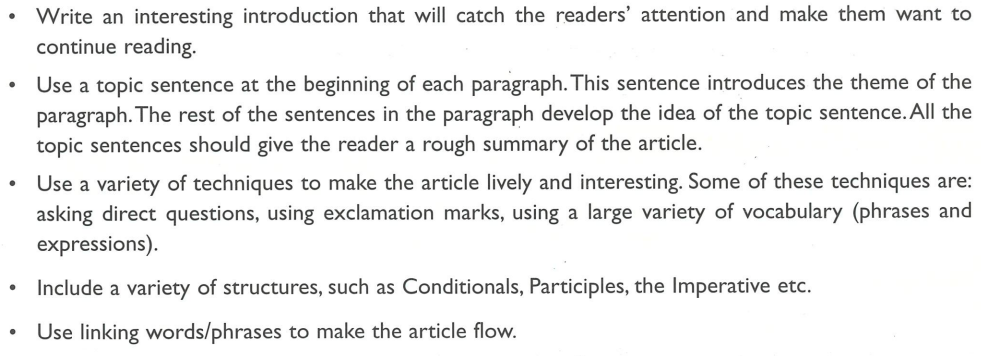 • Write an interesting introduction that will catch the readers' attention and make them want to
continue reading.
• Use a topic sentence at the beginning of each paragraph. This sentence introduces the theme of the
paragraph. The rest of the sentences in the paragraph develop the idea of the topic sentence. All the
topic sentences should give the reader a rough summary of the article.
• Use a variety of techniques to make the article lively and interesting. Some of these techniques are:
asking direct questions, using exclamation marks, using a large variety of vocabulary (phrases and
expressions).
• Include a variety of structures, such as Conditionals, Participles, the Imperative etc.
• Use linking words/phrases to make the article flow.